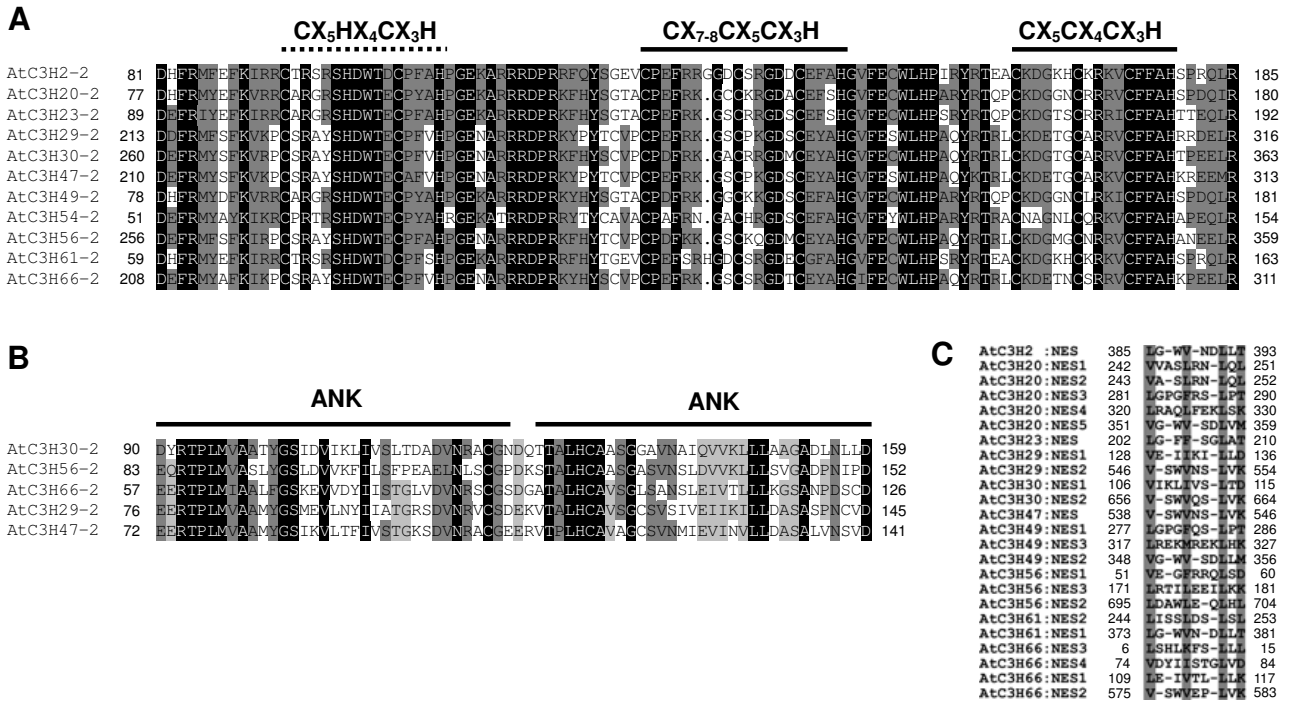 A
CX5HX4CX3H CX7-8CX5CX3H CX5CX4CX3H
AtC3H2-2 81 DHFRMFEFKIRRCTRSRSHDWTDCPFAHPGEKARRRDPRRFQYSGEVCPEFRRGGDCSRGDDCEFAHGVFECWLHPIRYRTEACKDGKHCKRKVCFFAHSPRQLR 185
AtC3H20-2 77 DHFRMYEFKVRRCARGRSHDWTECPYAHPGEKARRRDPRKFHYSGTACPEFRK.GCCKRGDACEFSHGVFECWLHPARYRTQPCKDGGNCRRRVCFFAHSPDQIR 180
AtC3H23-2 89 DEFRIYEFKIRRCARGRSHDWTECPFAHPGEKARRRDPRKFHYSGTACPEFRK.GSCRRGDSCEFSHGVFECWLHPSRYRTQPCKDGTSCRRRICFFAHTTEQLR 192
AtC3H29-2 213 DDFRMFSFKVKPCSRAYSHDWTECPFVHPGENARRRDPRKYPYTCVPCPEFRK.GSCPKGDSCEYAHGVFESWLHPAQYRTRLCKDETGCARRVCFFAHRRDELR 316
AtC3H30-2 260 DEFRMYSFKVRPCSRAYSHDWTECPFVHPGENARRRDPRKFHYSCVPCPDFRK.GACRRGDMCEYAHGVFECWLHPAQYRTRLCKDGTGCARRVCFFAHTPEELR 363
AtC3H47-2 210 DEFRMYSFKVKPCSRAYSHDWTECAFVHPGENARRRDPRKYPYTCVPCPEFRK.GSCPKGDSCEYAHGVFESWLHPAQYKTRLCKDETGCARKVCFFAHKREEMR 313
AtC3H49-2 78 DHFRMYDFKVRRCARGRSHDWTECPYAHPGEKARRRDPRKFHYSGTACPEFRK.GGCKRGDSCEFSHGVFECWLHPARYRTQPCKDGGNCLRKICFFAHSPDQLR 181
AtC3H54-2 51 DEFRMYAYKIKRCPRTRSHDWTECPYAHRGEKATRRDPRRYTYCAVACPAFRN.GACHRGDSCEFAHGVFEYWLHPARYRTRACNAGNLCQRKVCFFAHAPEQLR 154
AtC3H56-2 256 DEFRMFSFKIRPCSRAYSHDWTECPFAHPGENARRRDPRKFHYTCVPCPDFKK.GSCKQGDMCEYAHGVFECWLHPAQYRTRLCKDGMGCNRRVCFFAHANEELR 359
AtC3H61-2 59 DHFRMYEFKIRRCTRSRSHDWTECPFSHPGEKARRRDPRKFHYTGEVCPEFSRHGDCSRGDECGFAHGVFECWLHPSRYRTEACKDGKHCKRKVCFFAHSPRQLR 163
AtC3H66-2 208 DEFRMYAFKIKPCSRAYSHDWTECPFVHPGENARRRDPRKYHYSCVPCPEFRK.GSCSRGDTCEYAHGIFECWLHPAQYRTRLCKDETNCSRRVCFFAHKPEELR 311
B
ANK ANK
AtC3H30-2 90 DYRTPLMVAATYGSIDVIKLIVSLTDADVNRACGNDQTTALHCAASGGAVNAIQVVKLLLAAGADLNLLD 159
AtC3H56-2 83 EQRTPLMVASLYGSLDVVKFILSFPEAELNLSCGPDKSTALHCAASGASVNSLDVVKLLLSVGADPNIPD 152
AtC3H66-2 57 EERTPLMIAALFGSKEVVDYIISTGLVDVNRSCGSDGATALHCAVSGLSANSLEIVTLLLKGSANPDSCD 126
AtC3H29-2 76 EERTPLMVAAMYGSMEVLNYIIATGRSDVNRVCSDEKVTALHCAVSGCSVSIVEIIKILLDASASPNCVD 145
AtC3H47-2 72 EERTPLMVAAMYGSIKVLTFIVSTGKSDVNRACGEERVTPLHCAVAGCSVNMIEVINVLLDASALVNSVD 141
C
AtC3H2 :NES 385 LG-WV-NDLLT 393
AtC3H20:NES1 242 VVASLRN-LQL 251
AtC3H20:NES2 243 VA-SLRN-LQL 252
AtC3H20:NES3 281 LGPGFRS-LPT 290
AtC3H20:NES4 320 LRAQLFEKLSK 330
AtC3H20:NES5 351 VG-WV-SDLVM 359
AtC3H23:NES 202 LG-FF-SGLAT 210
AtC3H29:NES1 128 VE-IIKI-LLD 136
AtC3H29:NES2 546 V-SWVNS-LVK 554
AtC3H30:NES1 106 VIKLIVS-LTD 115
AtC3H30:NES2 656 V-SWVQS-LVK 664
AtC3H47:NES 538 V-SWVNS-LVK 546
AtC3H49:NES1 277 LGPGFQS-LPT 286
AtC3H49:NES3 317 LREKMREKLHK 327
AtC3H49:NES2 348 VG-WV-SDLLM 356
AtC3H56:NES1 51 VE-GFRRQLSD 60
AtC3H56:NES3 171 LRTILEEILKK 181
AtC3H56:NES2 695 LDAWLE-QLHL 704
AtC3H61:NES2 244 LISSLDS-LSL 253
AtC3H61:NES1 373 LG-WVN-DLLT 381
AtC3H66:NES3 6 LSHLKFS-LLL 15
AtC3H66:NES4 74 VDYIISTGLVD 84
AtC3H66:NES1 109 LE-IVTL-LLK 117
AtC3H66:NES2 575 V-SWVEP-LVK 583